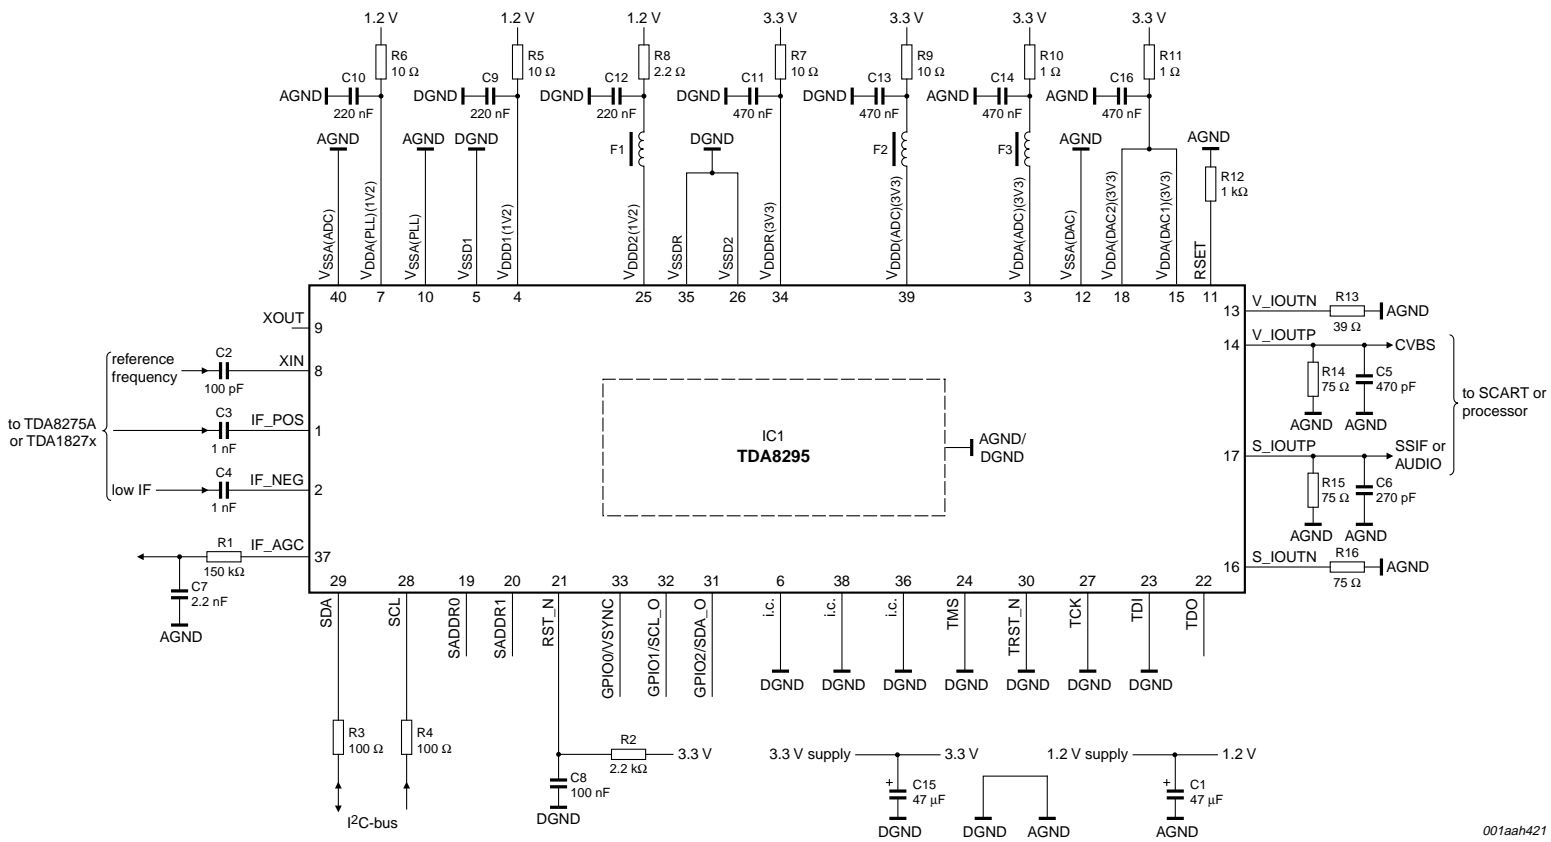 1.2 V
1.2 V
1.2 V
3.3 V
3.3 V
3.3 V
3.3 V
R6
10 Ω
R5
10 Ω
R8
2.2 Ω
R7
10 Ω
R9
10 Ω
R10
1 Ω
R11
1 Ω
AGND
C10
220 nF
DGND
C9
220 nF
DGND
C12
220 nF
DGND
C11
470 nF
DGND
C13
470 nF
AGND
C14
470 nF
AGND
C16
470 nF
AGND
AGND
DGND
F1
DGND
F2
F3
AGND
AGND
R12
1 kΩ
VSSA(ADC)
VDDA(PLL)(1V2)
VSSA(PLL)
VSSD1
VDDD1(1V2)
VDDD2(1V2)
VSSDR
VSSD2
VDDDR(3V3)
VDDD(ADC)(3V3)
VDDA(ADC)(3V3)
VSSA(DAC)
VDDA(DAC2)(3V3)
VDDA(DAC1)(3V3)
RSET
40
7
10
5
4
25
35
26
34
39
3
12
18
15
11
XOUT
9
reference
frequency
C2
100 pF
XIN
8
to TDA8275A
or TDA1827x
C3
1 nF
IF_POS
1
low IF
C4
1 nF
IF_NEG
2
R1
150 kΩ
IF_AGC
37
C7
2.2 nF
AGND
IC1
TDA8295
AGND/
DGND
13
V_IOUTN
R13
39 Ω
AGND
14
V_IOUTP
CVBS
R14
75 Ω
C5
470 pF
AGND
AGND
to SCART or
processor
17
S_IOUTP
SSIF or
AUDIO
R15
75 Ω
C6
270 pF
AGND
AGND
16
S_IOUTN
R16
75 Ω
AGND
29
28
19
20
21
33
32
31
6
38
36
24
30
27
23
22
SDA
SCL
SADDR0
SADDR1
RST_N
GPIO0/VSYNC
GPIO1/SCL_O
GPIO2/SDA_O
i.c.
i.c.
i.c.
TMS
TRST_N
TCK
TDI
TDO
DGND
DGND
DGND
DGND
DGND
DGND
DGND
R3
100 Ω
R4
100 Ω
I2C-bus
R2
2.2 kΩ
3.3 V
C8
100 nF
DGND
3.3 V supply
3.3 V
+
C15
47 μF
DGND
DGND
AGND
1.2 V supply
1.2 V
+
C1
47 μF
AGND
001aah421